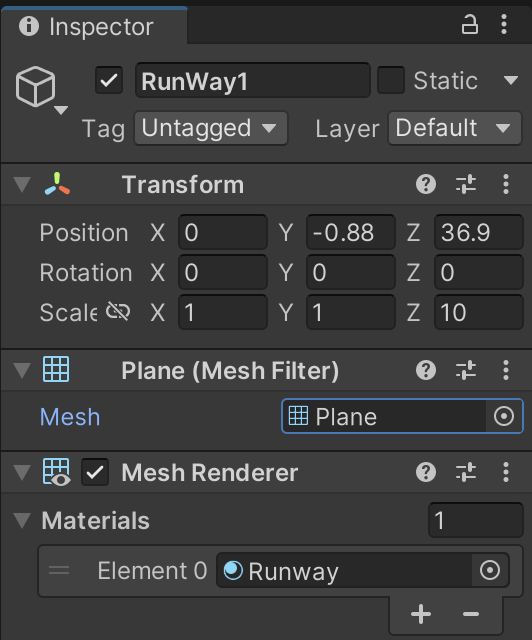 Inspector
RunWay1 Static
Tag Untagged Layer Default
Transform
Position X 0 Y -0.88 Z 36.9
Rotation X 0 Y 0 Z 0
Scale X 1 Y 1 Z 10
Plane (Mesh Filter)
Mesh Plane
Mesh Renderer
Materials 1
Element 0 Runway